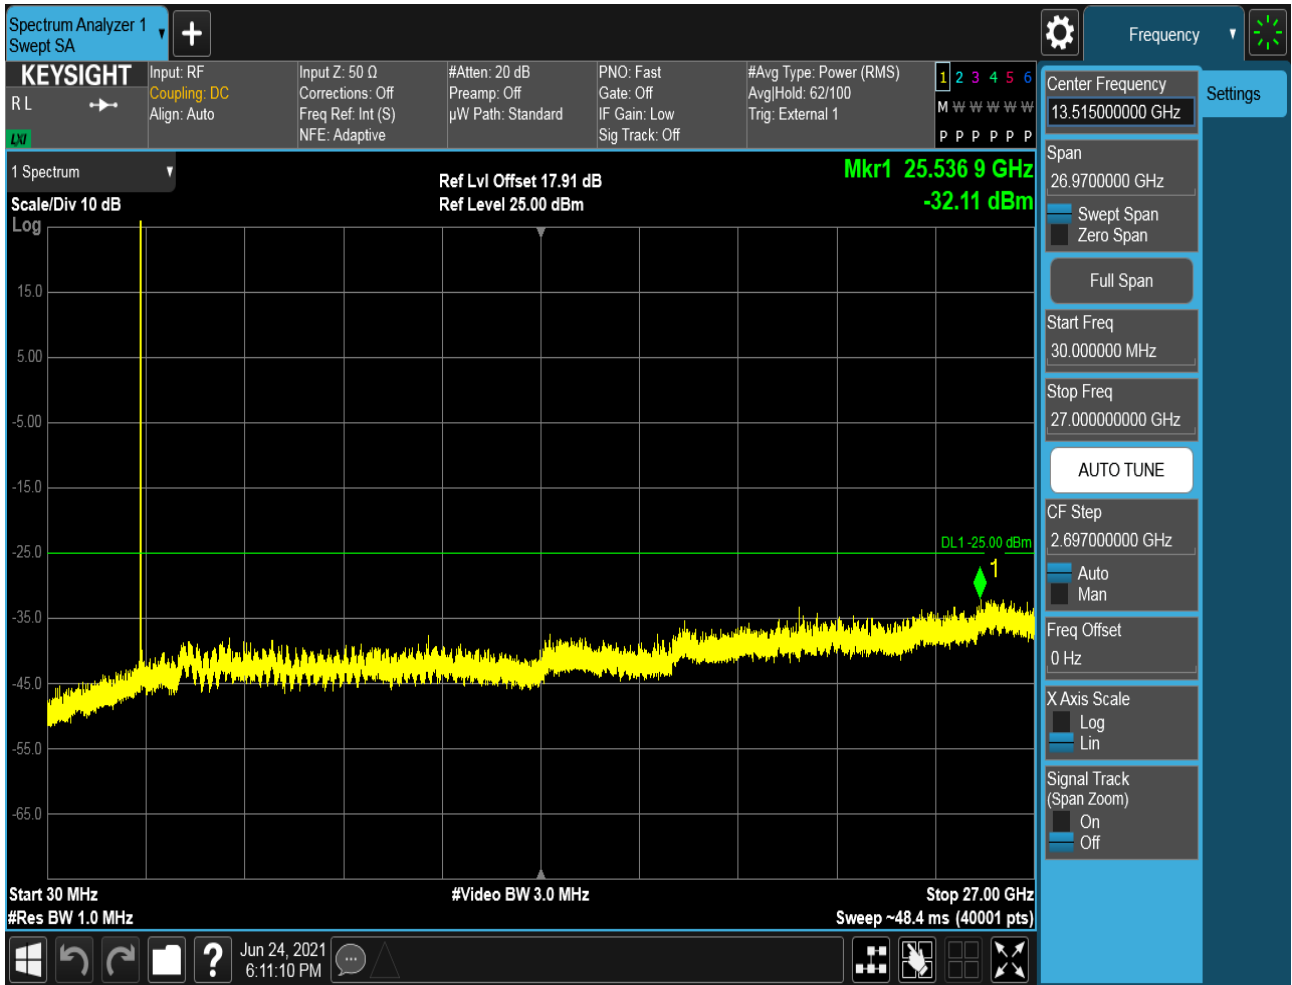 Spectrum Analyzer 1
Swept SA
Frequency
KEYSIGHT
R L
LXI
Input: RF
Coupling: DC
Align: Auto
Input Z: 50 Ω
Corrections: Off
Freq Ref: Int (S)
NFE: Adaptive
#Atten: 20 dB
Preamp: Off
µW Path: Standard
PNO: Fast
Gate: Off
IF Gain: Low
Sig Track: Off
#Avg Type: Power (RMS)
Avg|Hold: 62/100
Trig: External 1
1 2 3 4 5 6
M W W W W W
P P P P P P
1 Spectrum
Scale/Div 10 dB
Log
Ref Lvl Offset 17.91 dB
Ref Level 25.00 dBm
Mkr1 25.536 9 GHz
-32.11 dBm
15.0
5.00
-5.00
-15.0
-25.0
-35.0
-45.0
-55.0
-65.0
DL1 -25.00 dBm
1
Start 30 MHz
#Res BW 1.0 MHz
#Video BW 3.0 MHz
Stop 27.00 GHz
Sweep ~48.4 ms (40001 pts)
Jun 24, 2021
6:11:10 PM
Center Frequency
13.515000000 GHz
Settings
Span
26.9700000 GHz
Swept Span
Zero Span
Full Span
Start Freq
30.000000 MHz
Stop Freq
27.000000000 GHz
AUTO TUNE
CF Step
2.697000000 GHz
Auto
Man
Freq Offset
0 Hz
X Axis Scale
Log
Lin
Signal Track
(Span Zoom)
On
Off